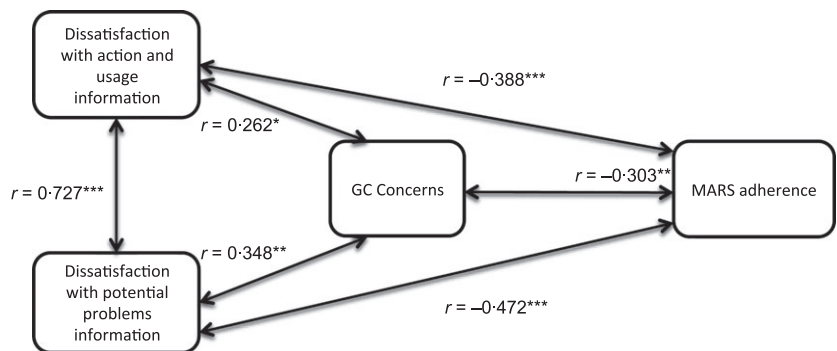 Dissatisfaction
with action and
usage
information
r = –0·388***
r = 0·262*
r = 0·727***
GC Concerns
r = –0·303**
MARS adherence
r = 0·348**
Dissatisfaction
with potential
problems
information
r = –0·472***